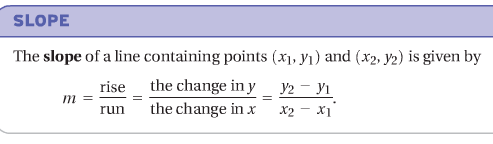 SLOPE
The slope of a line containing points (x₁, y₁) and (x₂, y₂) is given by
m = rise/run = the change in y/the change in x = y₂ − y₁/x₂ − x₁.